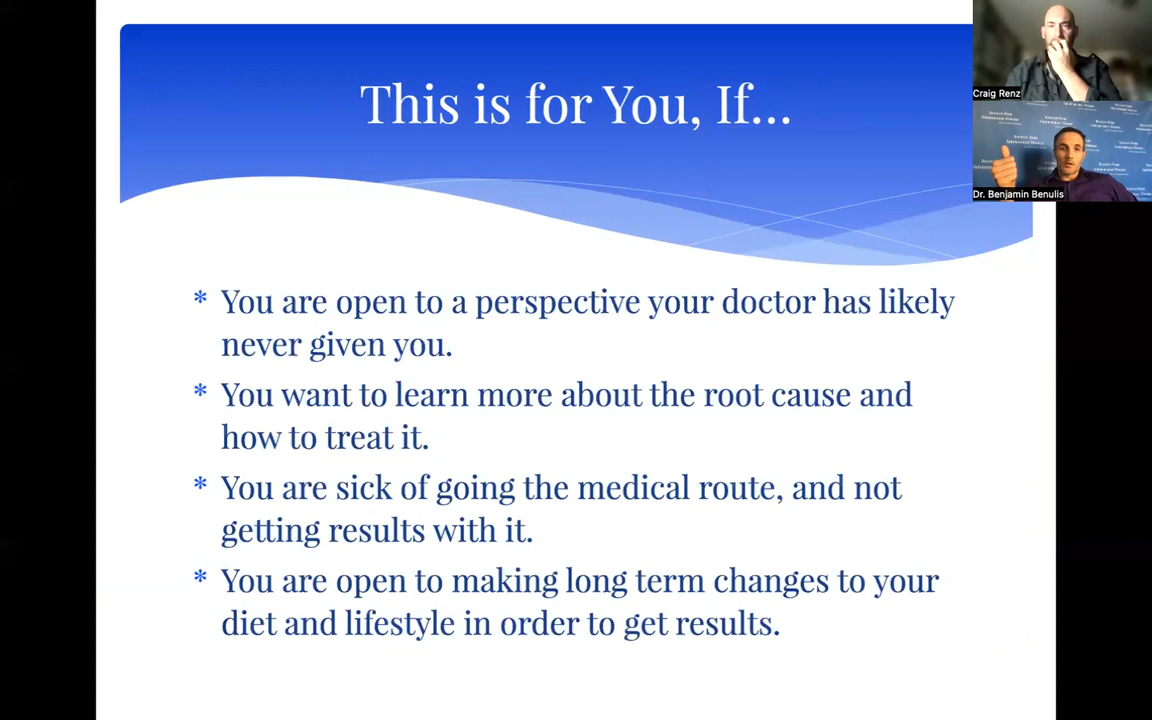 This is for You, If...
Craig Renz
Dr. Benjamin Benulis
* You are open to a perspective your doctor has likely
never given you.
* You want to learn more about the root cause and
how to treat it.
* You are sick of going the medical route, and not
getting results with it.
* You are open to making long term changes to your
diet and lifestyle in order to get results.